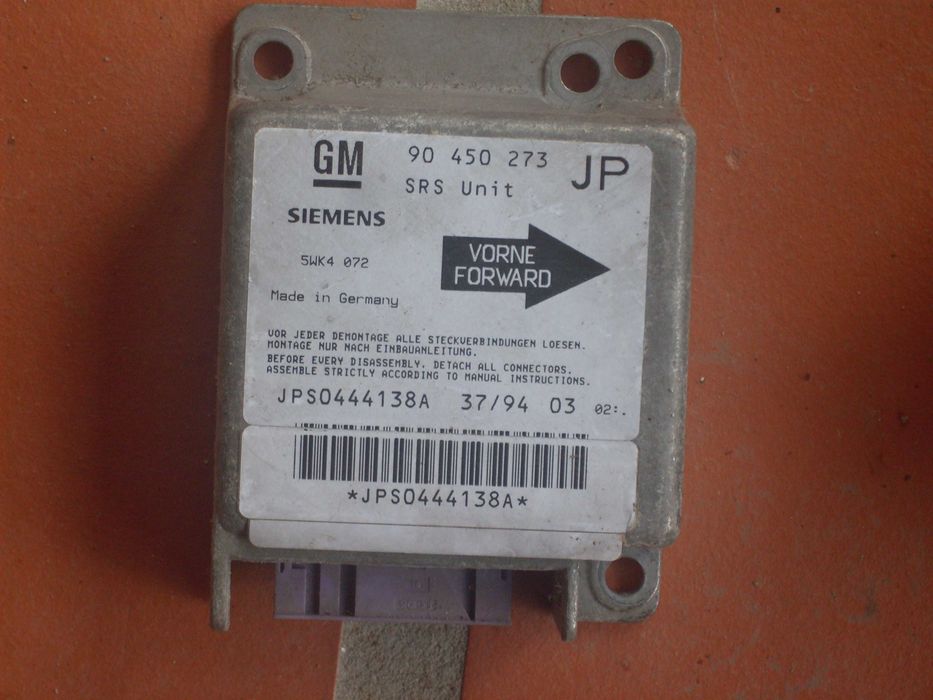 GM
90 450 273
JP
SRS Unit
SIEMENS
5WK4 072
VORNE
FORWARD
Made in Germany
VOR JEDER DEMONTAGE ALLE STECKVERBINDUNGEN LOESEN.
MONTAGE NUR NACH EINBAUANLEITUNG.
BEFORE EVERY DISASSEMBLY, DETACH ALL CONNECTORS.
ASSEMBLE STRICTLY ACCORDING TO MANUAL INSTRUCTIONS.
JPS0444138A 37/94 03 02:.
*JPS0444138A*